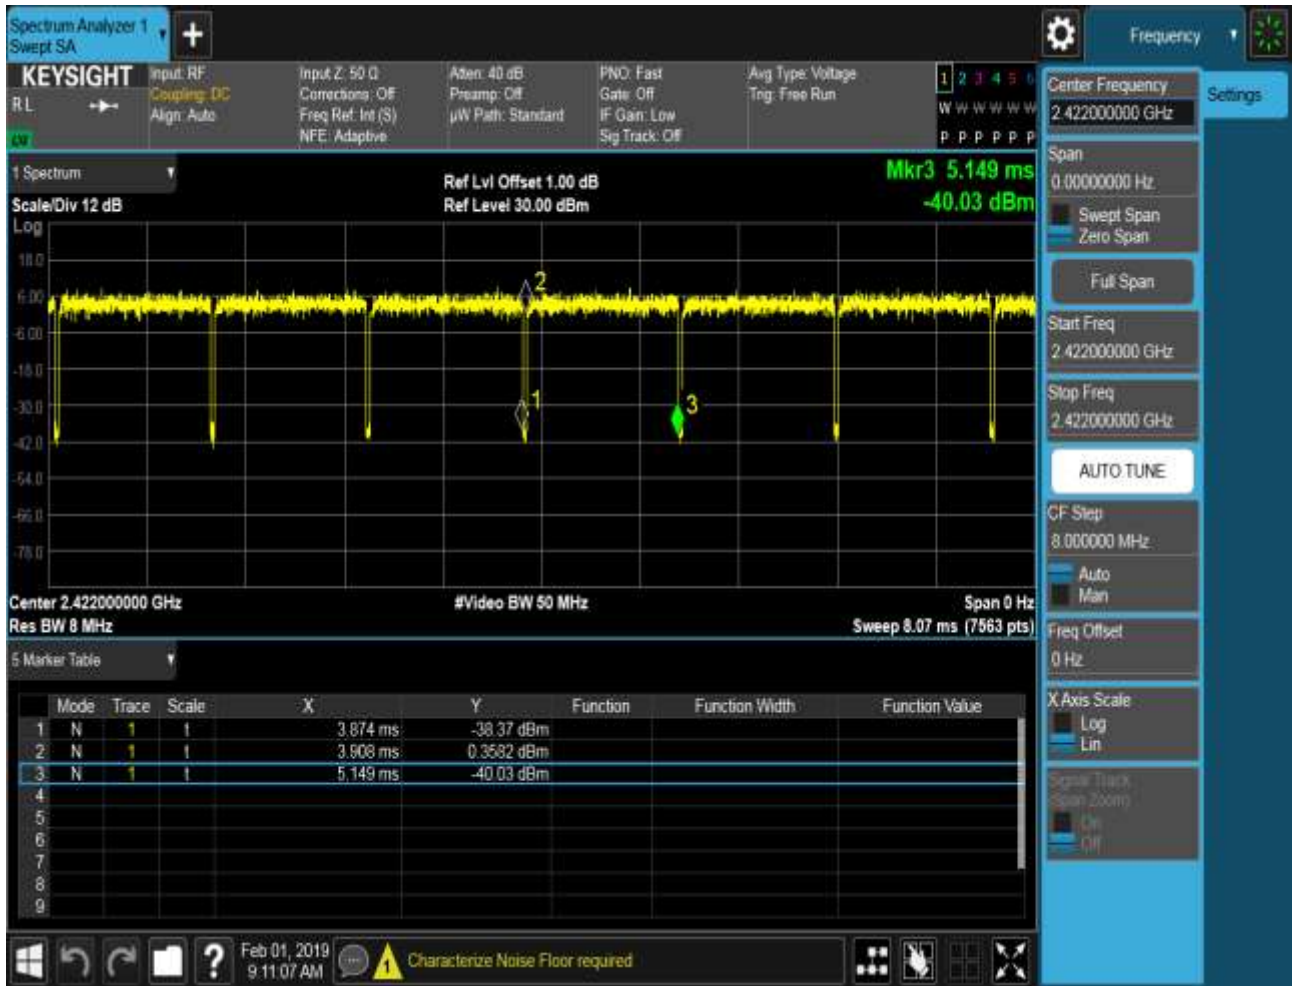 Spectrum Analyzer 1
Swept SA
Frequency
KEYSIGHT
R L
Input: RF
Coupling: DC
Align: Auto
Input Z: 50 Ω
Corrections: Off
Freq Ref: Int (S)
NFE: Adaptive
Atten: 40 dB
Preamp: Off
µW Path: Standard
PNO: Fast
Gate: Off
IF Gain: Low
Sig Track: Off
Avg Type: Voltage
Trig: Free Run
1 2 3 4 5 6
W W W W W W
P P P P P P
1 Spectrum
Scale/Div 12 dB
Log
Ref Lvl Offset 1.00 dB
Ref Level 30.00 dBm
Mkr3 5.149 ms
-40.03 dBm
18.0
6.00
-6.00
-18.0
-30.0
-42.0
-54.0
-66.0
-78.0
2
1
3
Center 2.422000000 GHz
Res BW 8 MHz
#Video BW 50 MHz
Span 0 Hz
Sweep 8.07 ms (7563 pts)
5 Marker Table
Mode Trace Scale X Y Function Function Width Function Value
1 N 1 t 3.874 ms -38.37 dBm
2 N 1 t 3.908 ms 0.3582 dBm
3 N 1 t 5.149 ms -40.03 dBm
4
5
6
7
8
9
Feb 01, 2019
9:11:07 AM
1
Characterize Noise Floor required
Center Frequency
2.422000000 GHz
Settings
Span
0.00000000 Hz
Swept Span
Zero Span
Full Span
Start Freq
2.422000000 GHz
Stop Freq
2.422000000 GHz
AUTO TUNE
CF Step
8.000000 MHz
Auto
Man
Freq Offset
0 Hz
X Axis Scale
Log
Lin
Signal Track
(Span Zoom)
On
Off